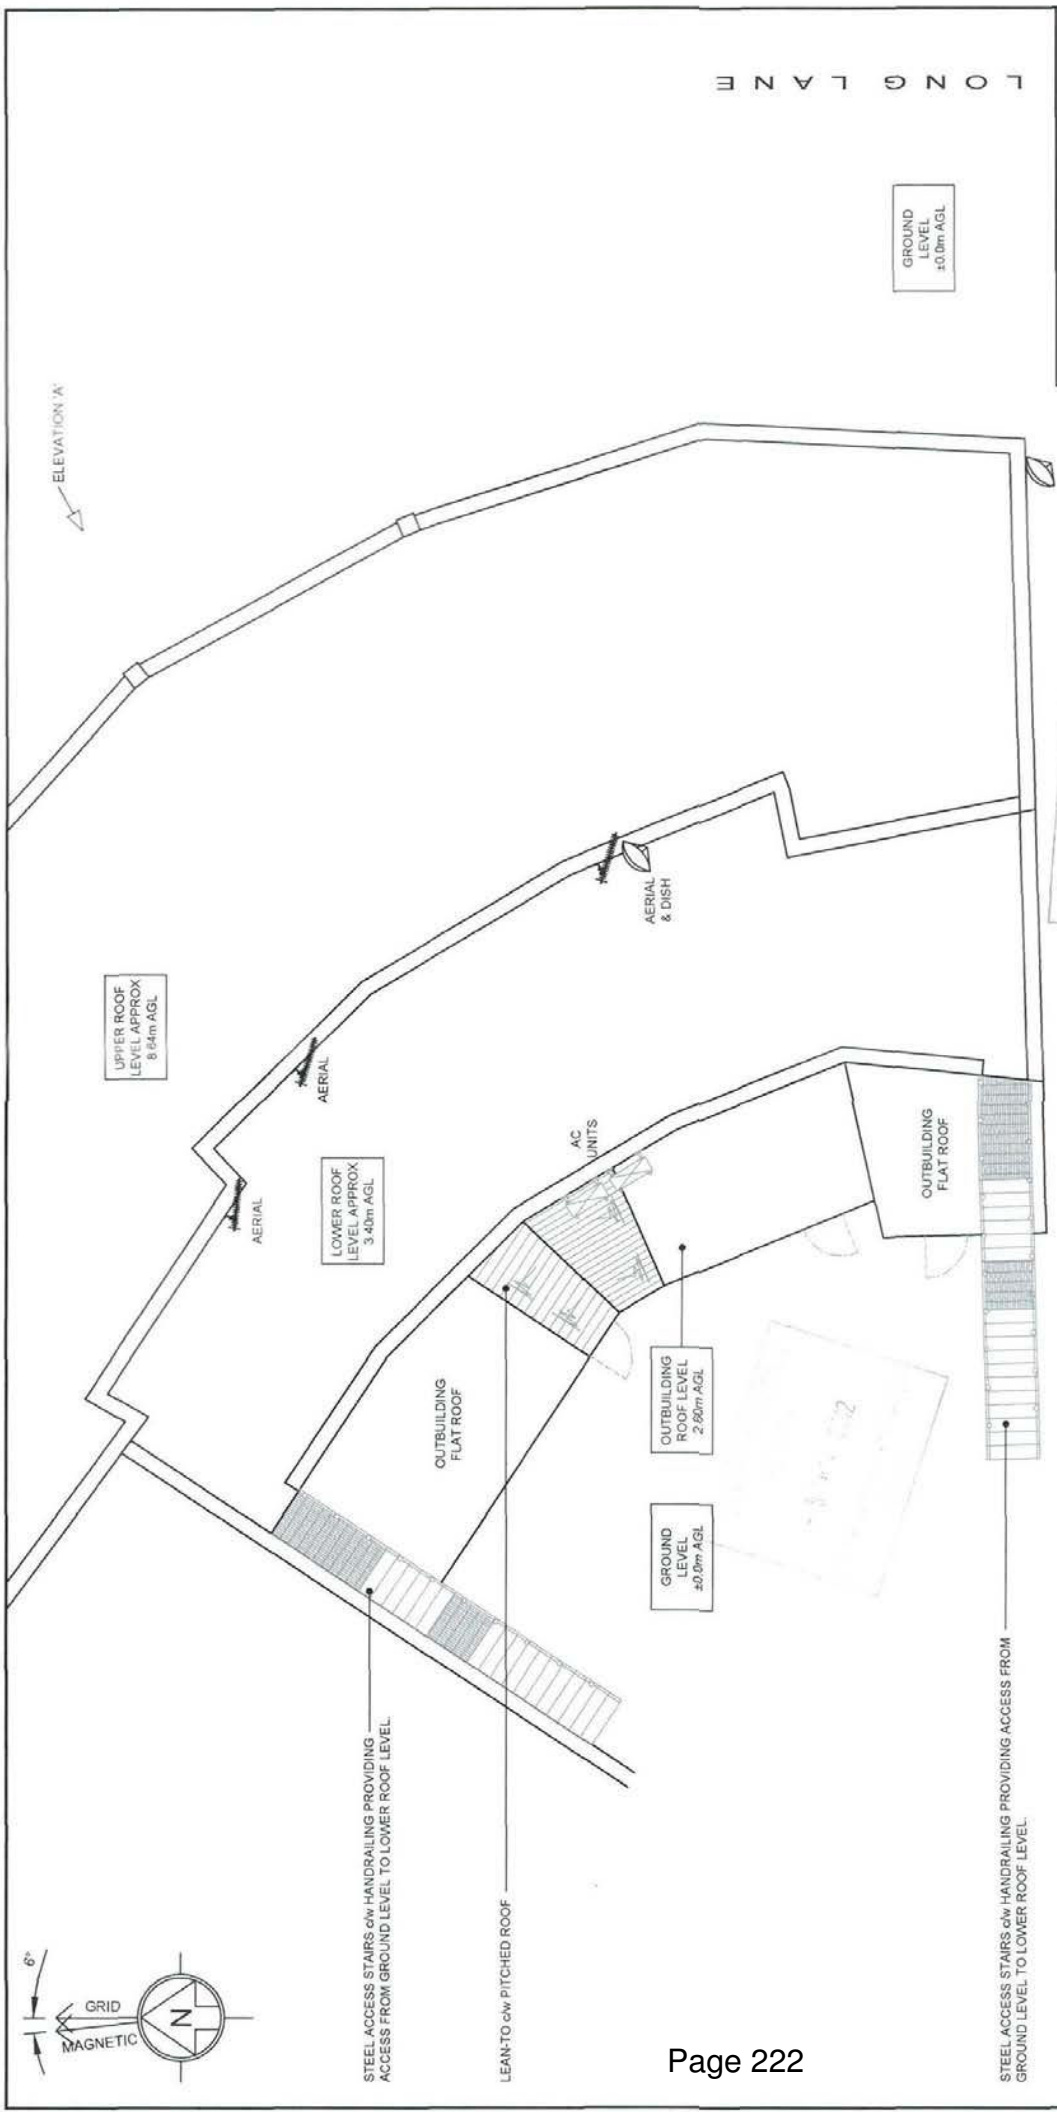 6°
GRID
MAGNETIC
N
ELEVATION 'A'
LONG LANE
UPPER ROOF
LEVEL APPROX
8.64m AGL
GROUND
LEVEL
±0.0m AGL
AERIAL
AERIAL
AERIAL
& DISH
LOWER ROOF
LEVEL APPROX
3.40m AGL
AC
UNITS
OUTBUILDING
FLAT ROOF
OUTBUILDING
FLAT ROOF
OUTBUILDING
ROOF LEVEL
2.60m AGL
GROUND
LEVEL
±0.0m AGL
STEEL ACCESS STAIRS c/w HANDRAILING PROVIDING
ACCESS FROM GROUND LEVEL TO LOWER ROOF LEVEL.
LEAN-TO c/w PITCHED ROOF
STEEL ACCESS STAIRS c/w HANDRAILING PROVIDING ACCESS FROM
GROUND LEVEL TO LOWER ROOF LEVEL.
Page 222